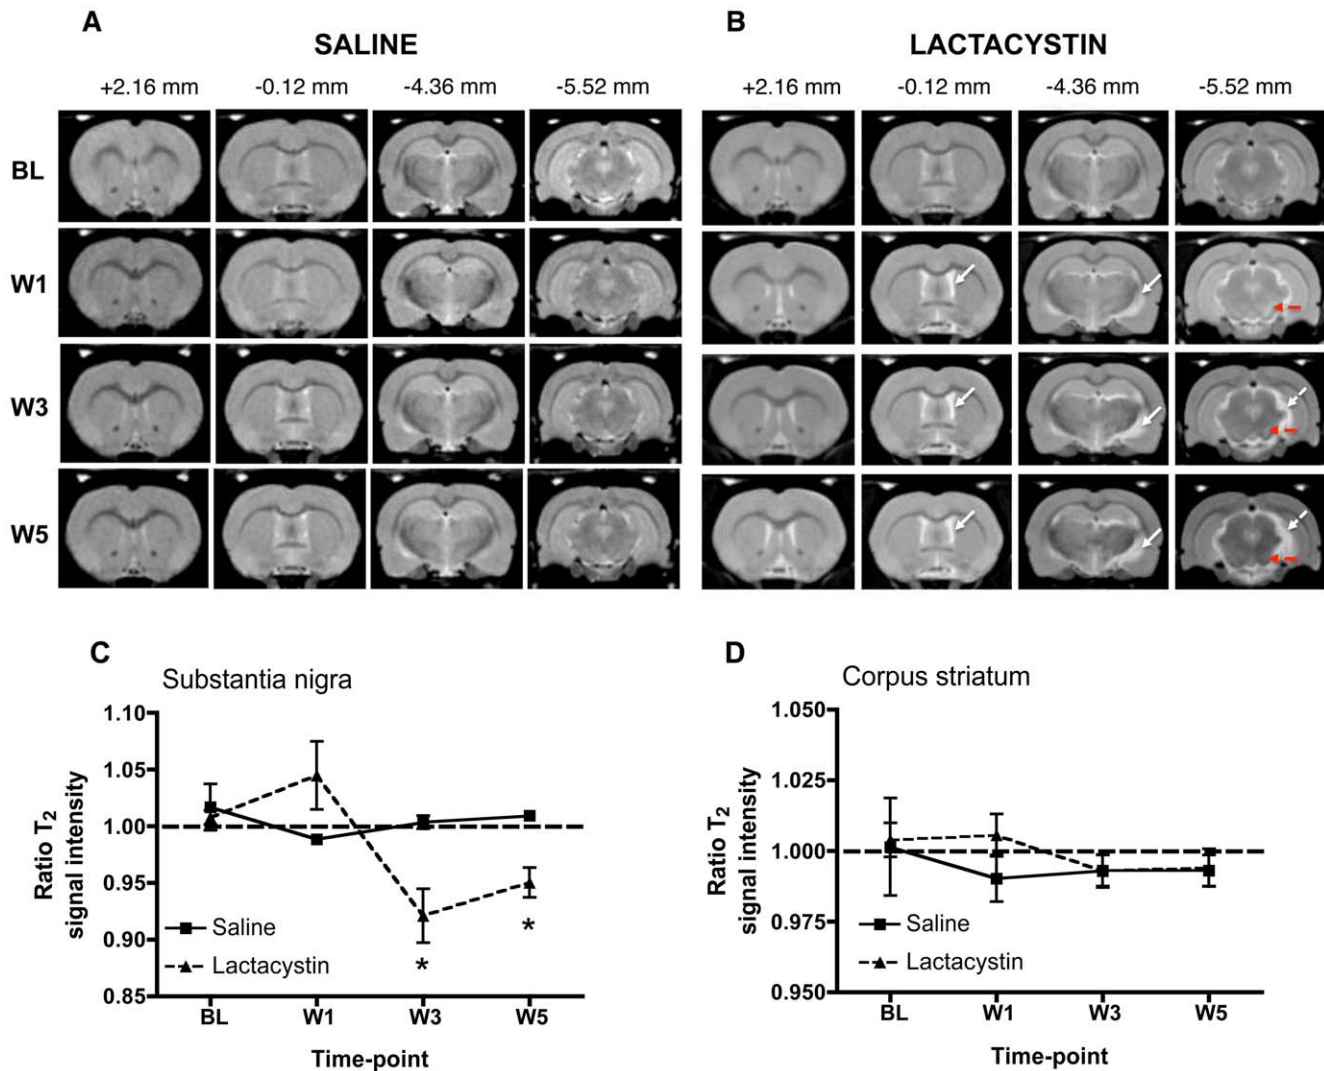 A
SALINE
+2.16 mm -0.12 mm -4.36 mm -5.52 mm
BL
W1
W3
W5
B
LACTACYSTIN
+2.16 mm -0.12 mm -4.36 mm -5.52 mm
C
Substantia nigra
Ratio T₂
signal intensity
1.10
1.05
1.00
0.95
0.90
0.85
Saline
Lactacystin
*
*
BL W1 W3 W5
Time-point
D
Corpus striatum
Ratio T₂
signal intensity
1.050
1.025
1.000
0.975
0.950
Saline
Lactacystin
BL W1 W3 W5
Time-point